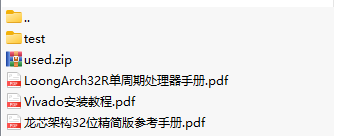 ..
test
used.zip
LoongArch32R单周期处理器手册.pdf
Vivado安装教程.pdf
龙芯架构32位精简版参考手册.pdf